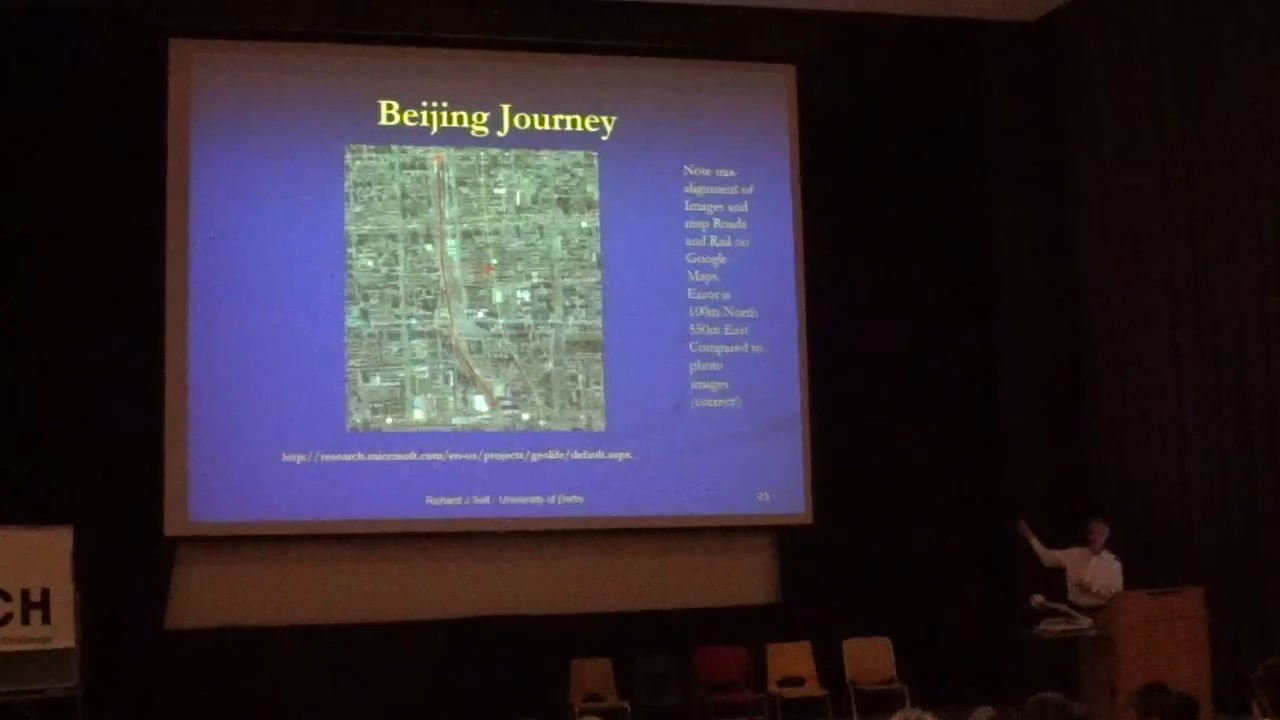 Beijing Journey
Note mis-
alignment of
Images and
map Roads
and Rail on
Google
Maps.
Error is
100m North
550m East
Compared to
photo
images
(correct!)
http://research.microsoft.com/en-us/projects/geolife/default.aspx
Richard J Self - University of Derby
23
CH
Challenge